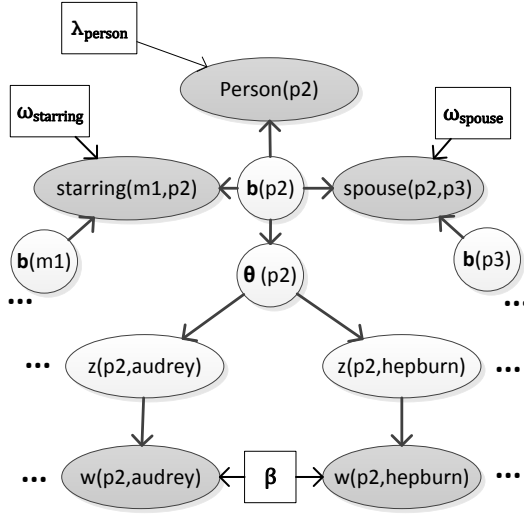 λperson
Person(p2)
ωstarring
ωspouse
starring(m1,p2)
b(p2)
spouse(p2,p3)
b(m1)
θ (p2)
b(p3)
...
...
... z(p2,audrey) z(p2,hepburn) ...
... w(p2,audrey) β w(p2,hepburn) ...